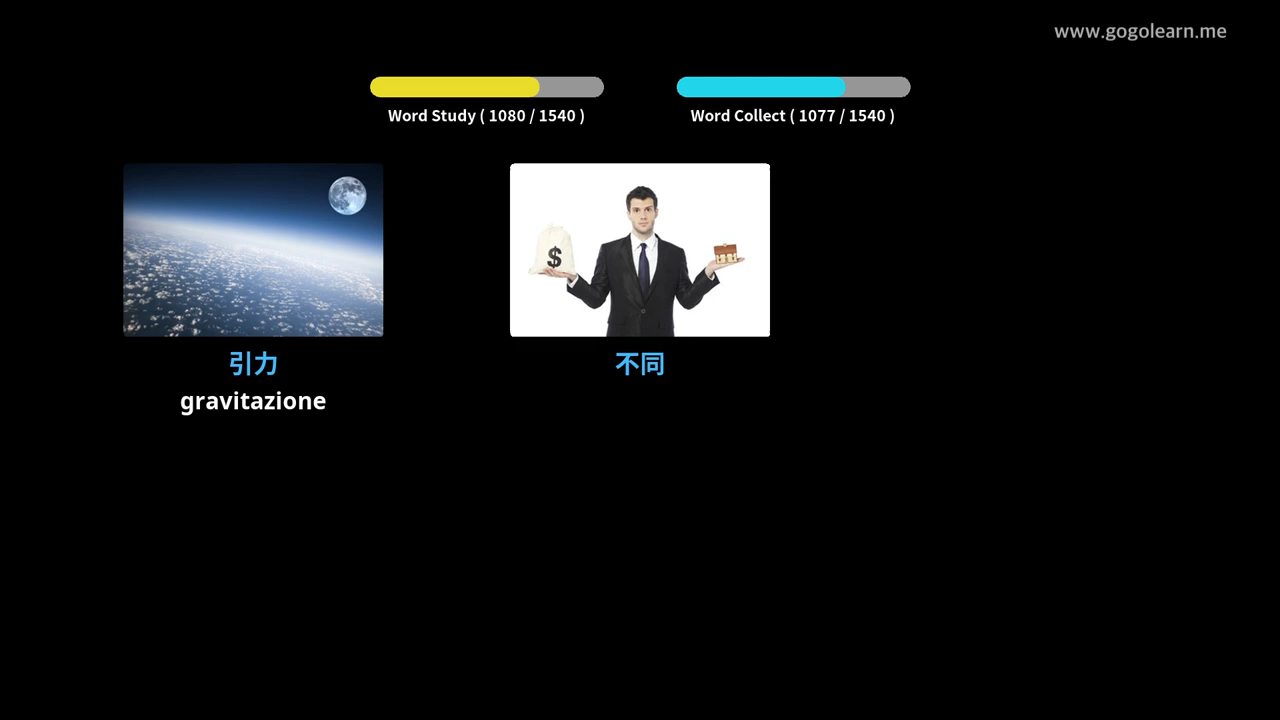 www.gogolearn.me
Word Study ( 1080 / 1540 )
Word Collect ( 1077 / 1540 )
$
引力
不同
gravitazione